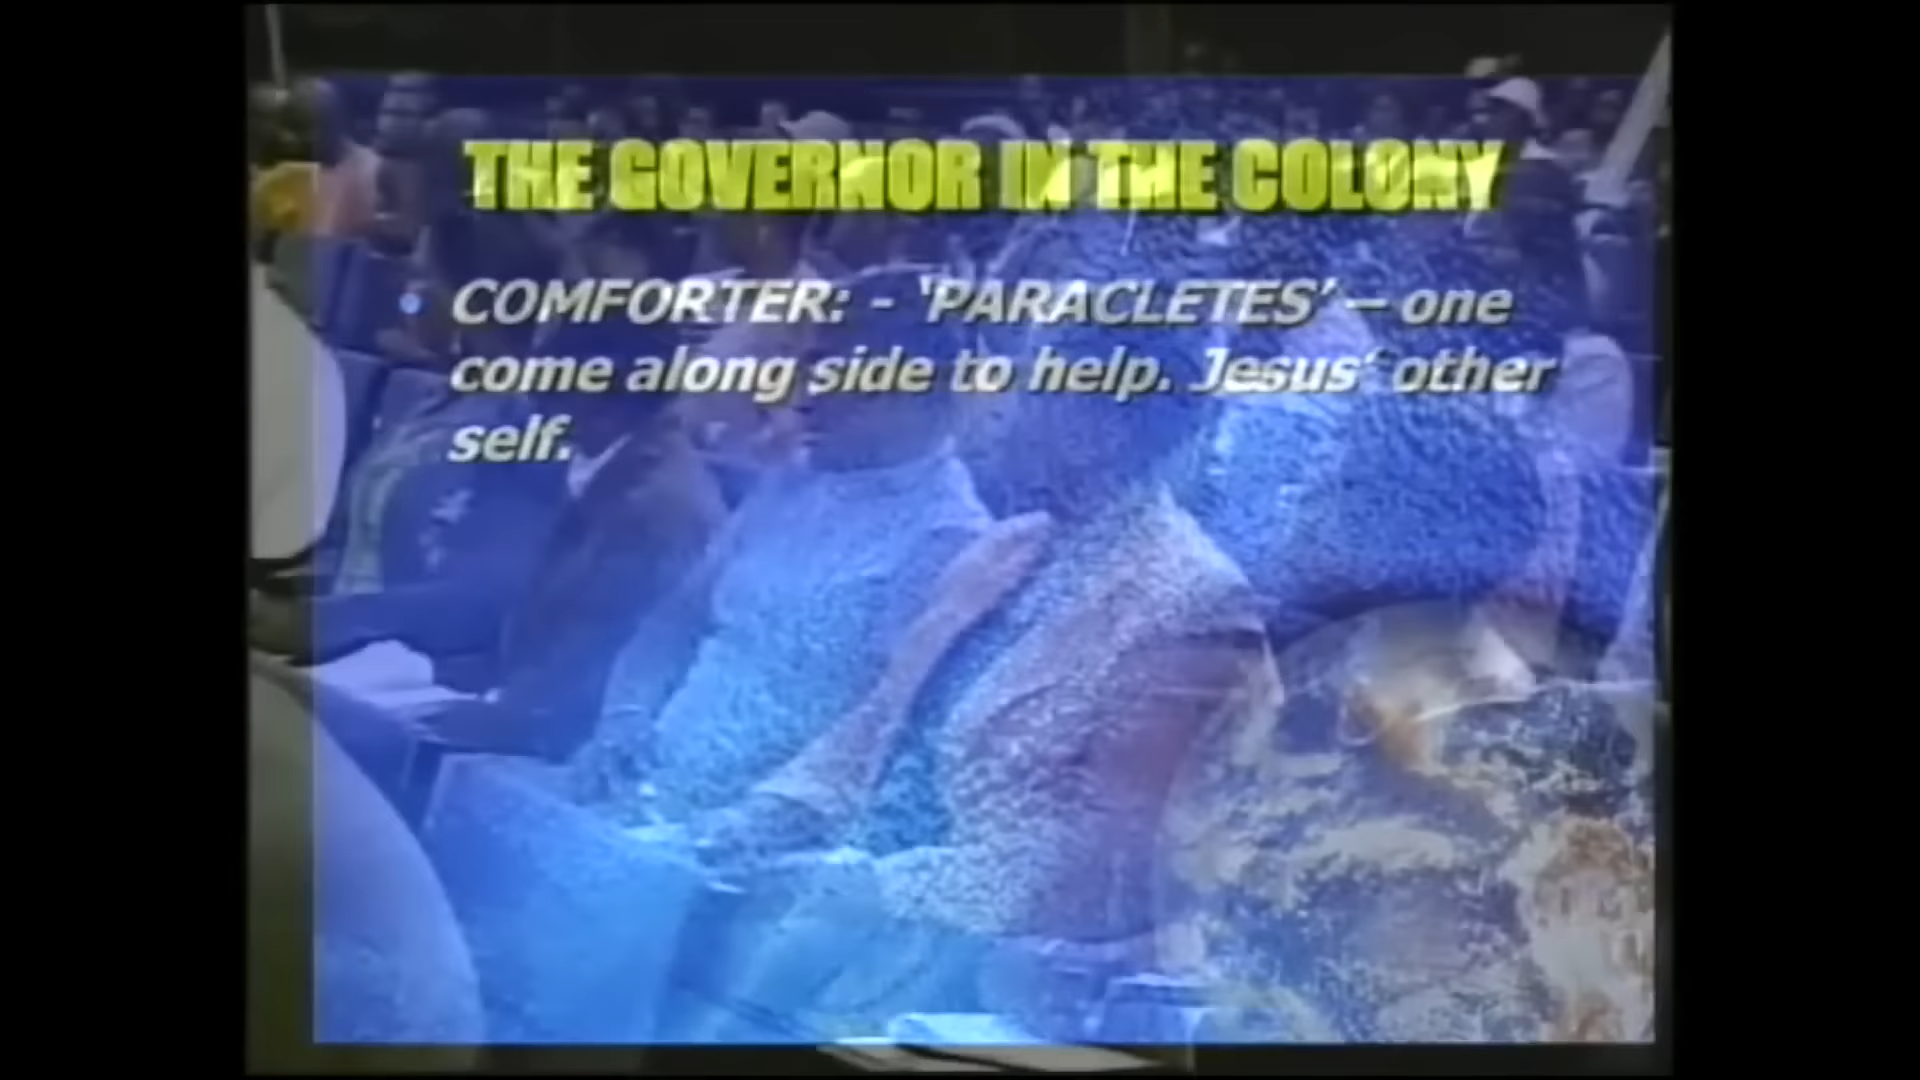 THE GOVERNOR IN THE COLONY
COMFORTER: - ‘PARACLETES’ – one
come along side to help. Jesus‘ other
self.